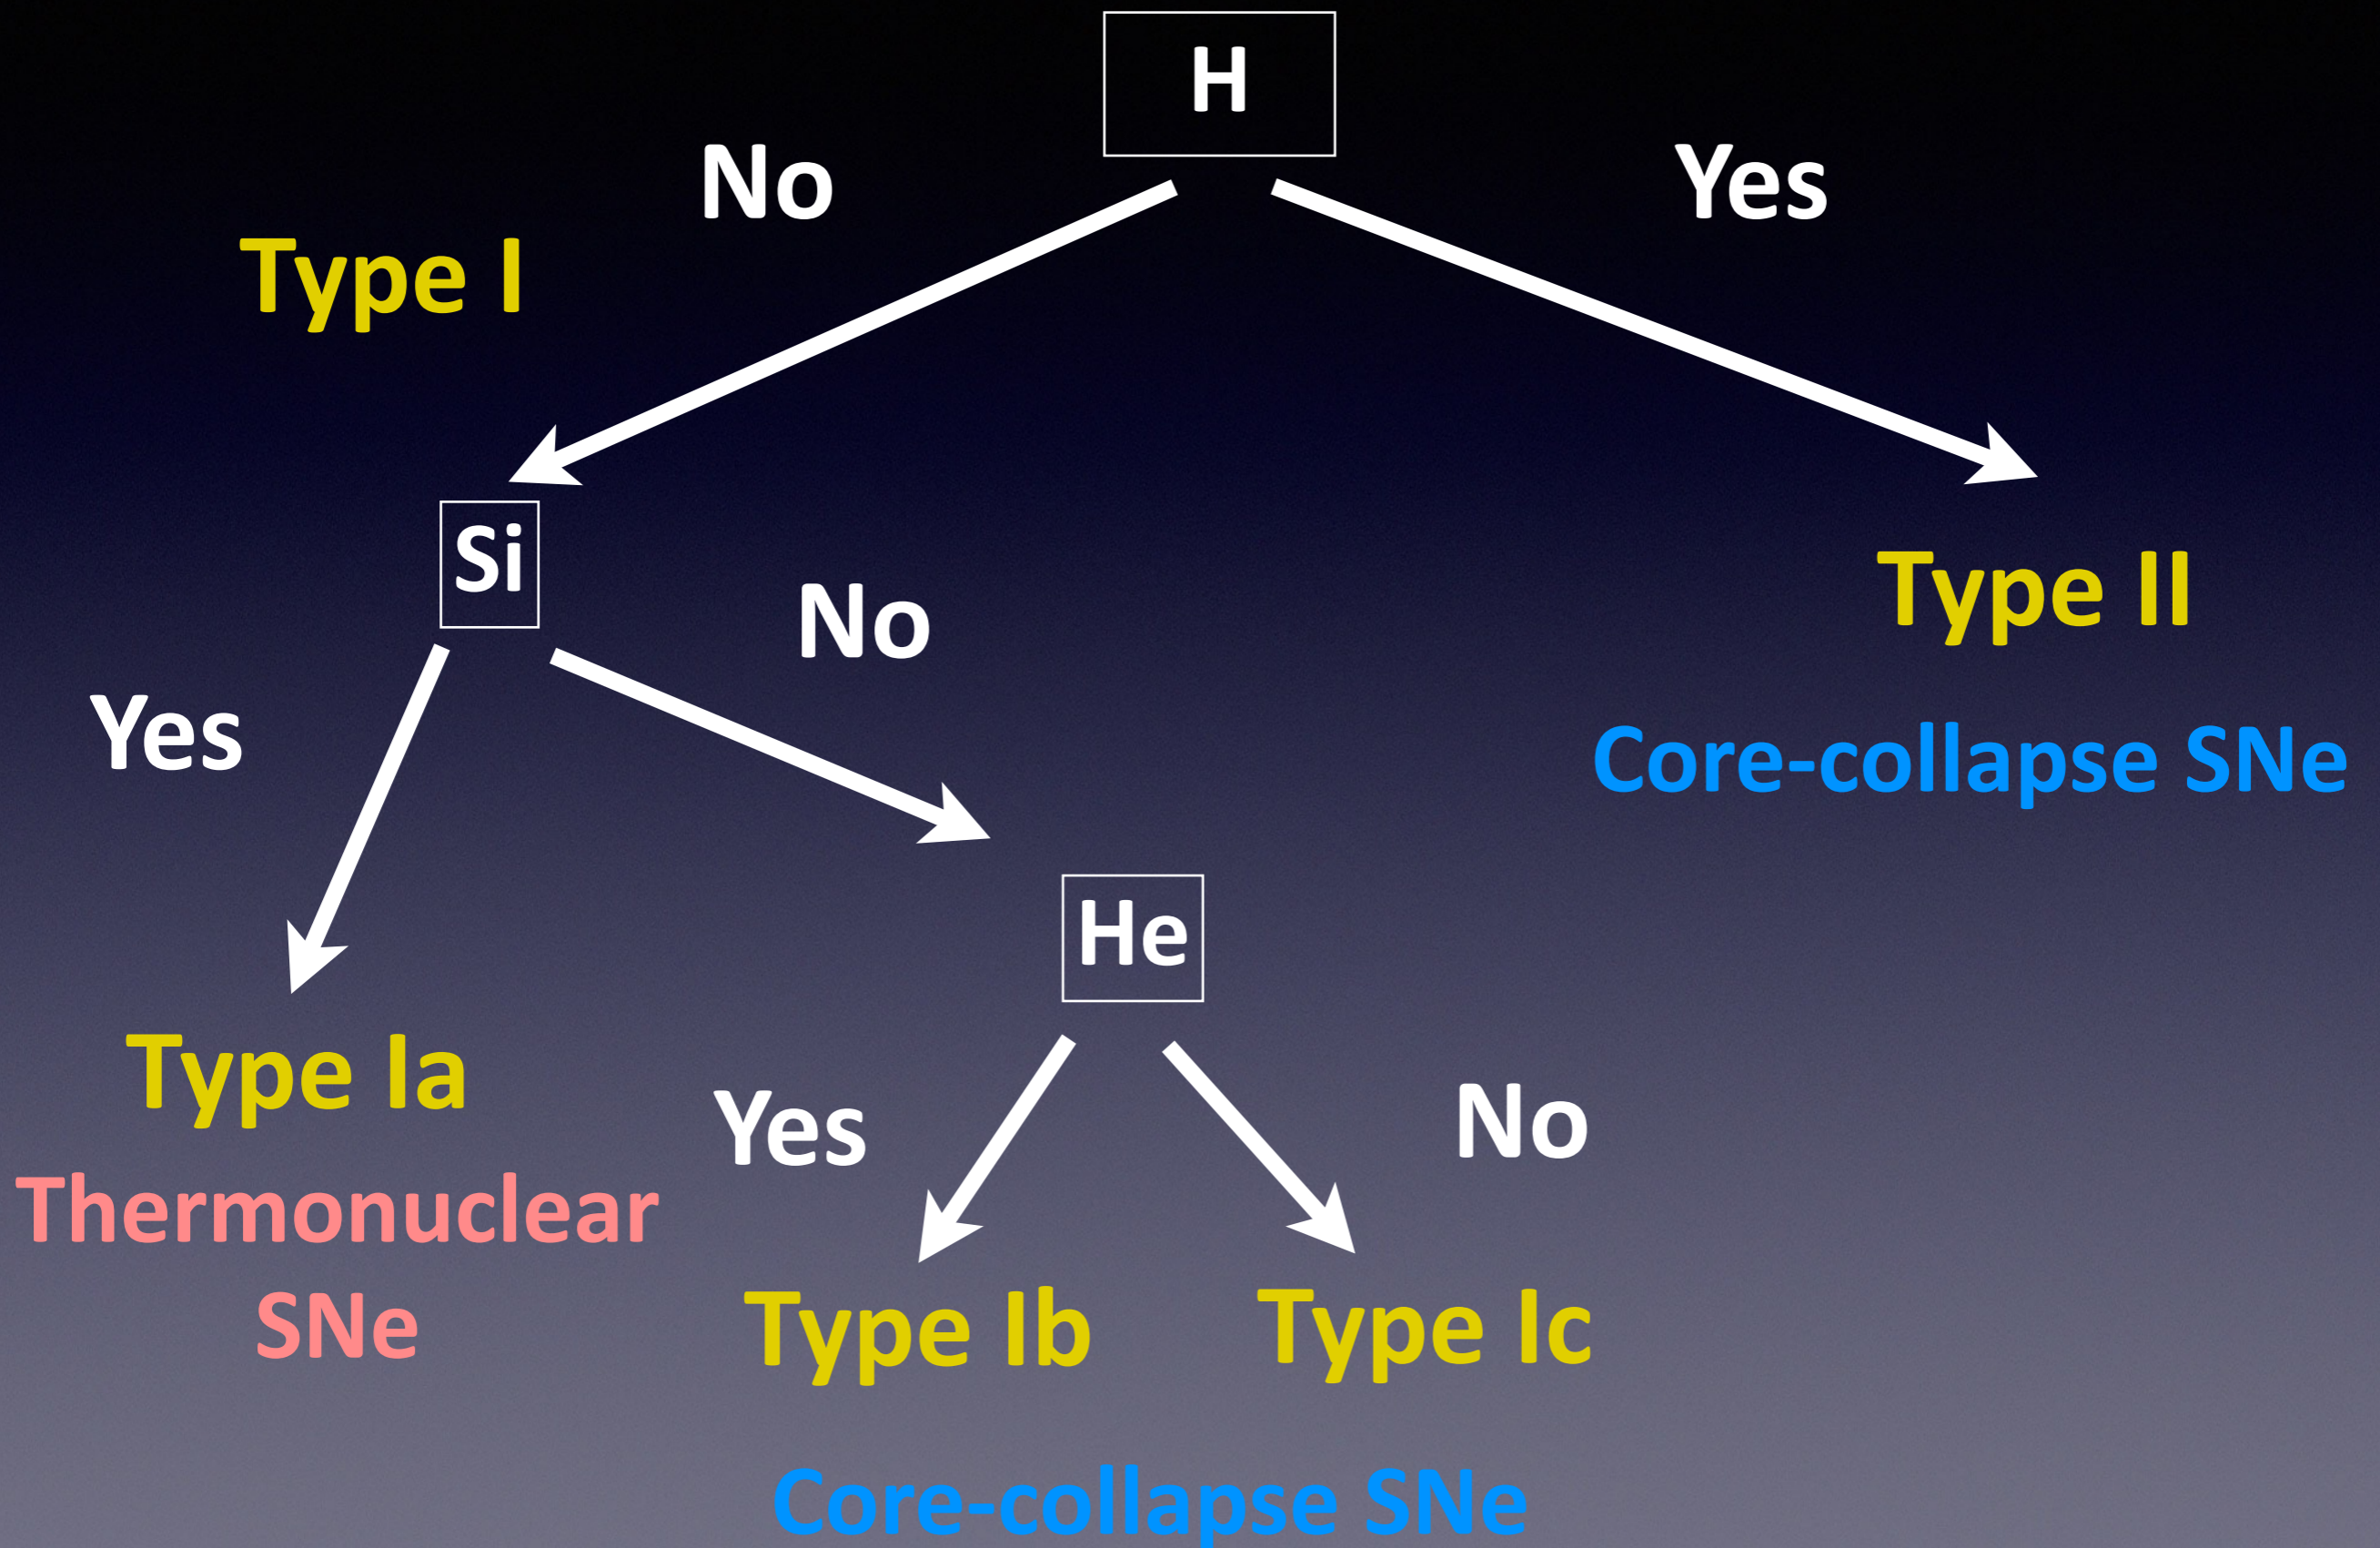 H
No
Yes
Type I
Si
No
Type II
Yes
Core-collapse SNe
He
Type Ia
Yes
No
Thermonuclear
SNe
Type Ib
Type Ic
Core-collapse SNe